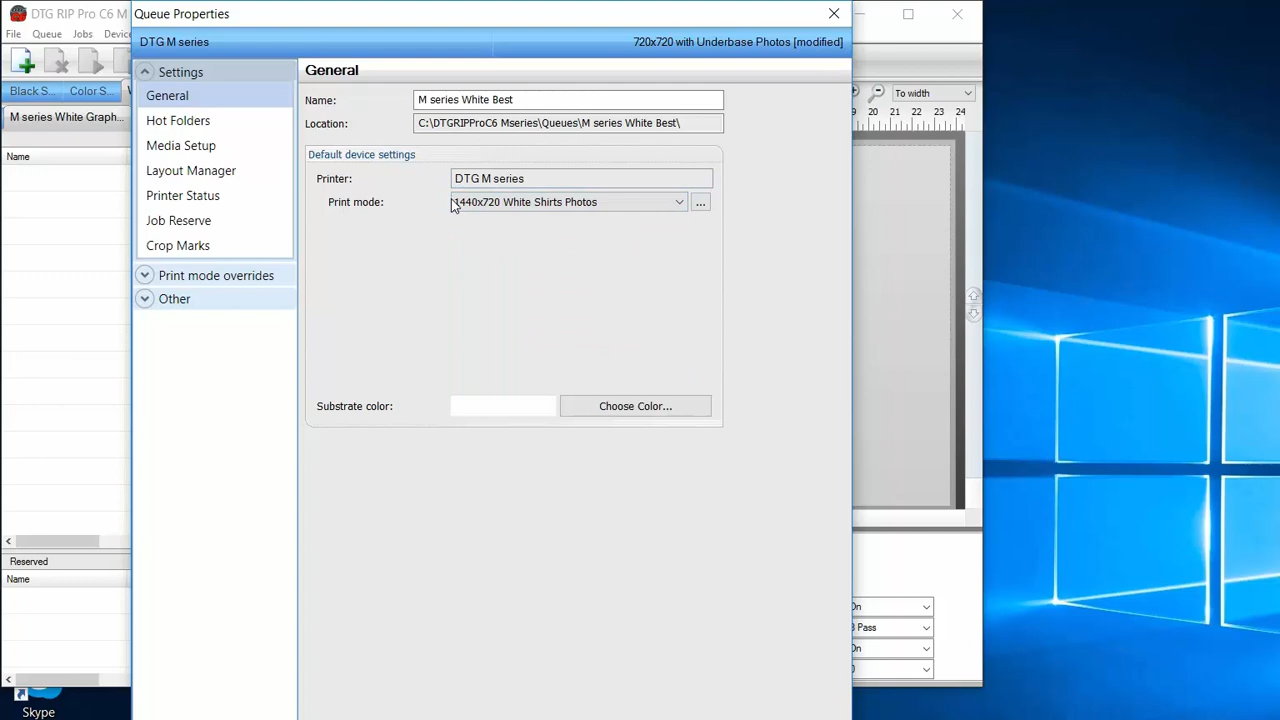 DTG RIP Pro C6 M
Queue Properties
File Queue Jobs
DTG M series
720x720 with Underbase Photos [modified]
Settings
General
General
Black S...
Color S...
Name:
M series White Best
To width
Hot Folders
Location:
C:\DTGRIPProC6 Mseries\Queues\M series White Best\
19 20 21 22 23 24
M series White Graph...
Media Setup
Default device settings
Name
Layout Manager
Printer:
DTG M series
Printer Status
Print mode:
1440x720 White Shirts Photos
...
Job Reserve
Crop Marks
Print mode overrides
Other
Substrate color:
Choose Color...
Reserved
Name
On
Pass
On
Skype